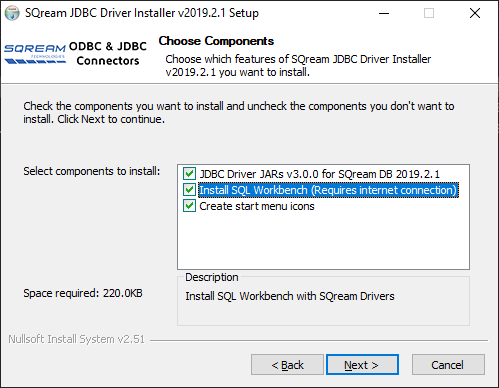 SQream JDBC Driver Installer v2019.2.1 Setup
SQREAM
TECHNOLOGIES
ODBC & JDBC
Connectors
Choose Components
Choose which features of SQream JDBC Driver Installer
v2019.2.1 you want to install.
Check the components you want to install and uncheck the components you don't want to
install. Click Next to continue.
Select components to install:
JDBC Driver JARs v3.0.0 for SQream DB 2019.2.1
Install SQL Workbench (Requires internet connection)
Create start menu icons
Space required: 220.0KB
Description
Install SQL Workbench with SQream Drivers
Nullsoft Install System v2.51
< Back
Next >
Cancel